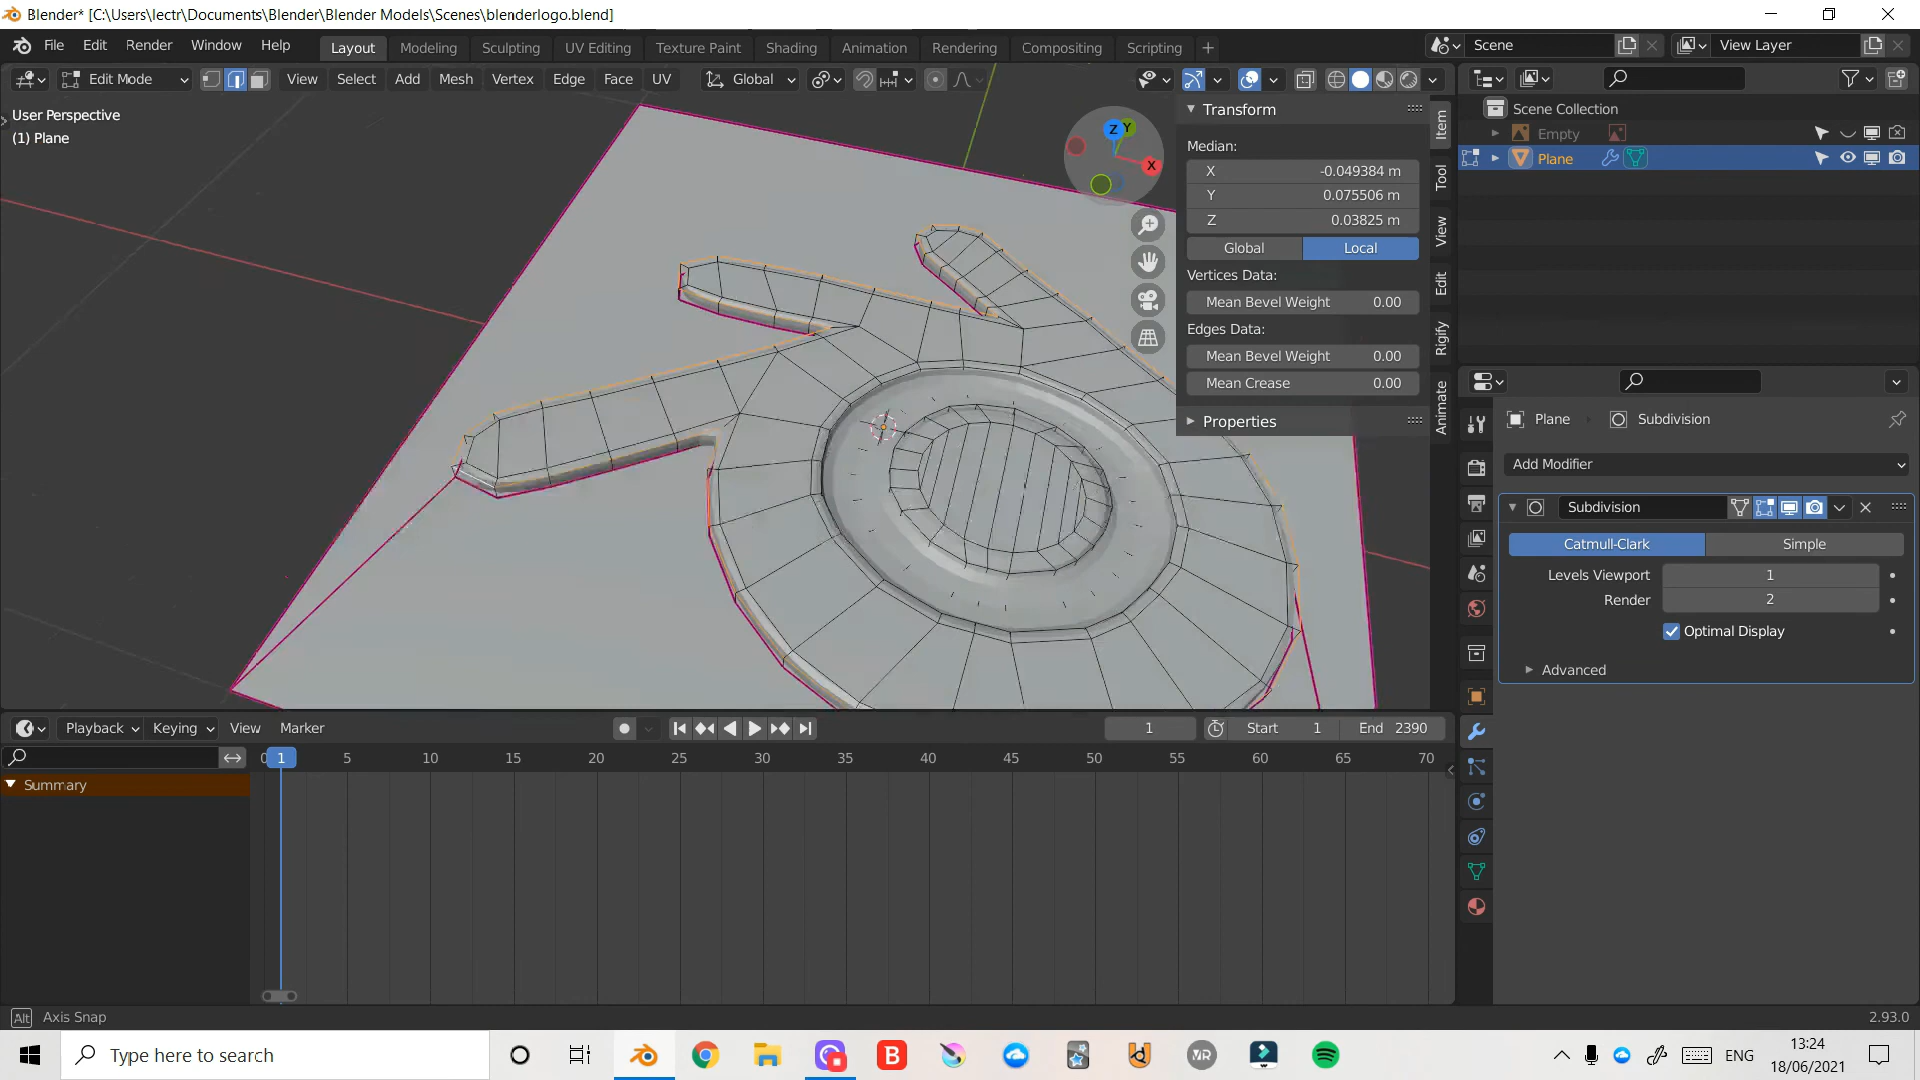 Blender* [C:\Users\lectr\Documents\Blender\Blender Models\Scenes\blenderlogo.blend]
File Edit Render Window Help Layout Modeling Sculpting UV Editing Texture Paint Shading Animation Rendering Compositing Scripting Scene View Layer
Edit Mode View Select Add Mesh Vertex Edge Face UV Global
User Perspective
(1) Plane
Z Y X
Transform
Median:
X -0.049384 m
Y 0.075506 m
Z 0.03825 m
Global Local
Vertices Data:
Mean Bevel Weight 0.00
Edges Data:
Mean Bevel Weight 0.00
Mean Crease 0.00
Properties
Item
Tool
View
Edit
Rigify
Animate
Scene Collection
Empty
Plane
Plane Subdivision
Add Modifier
Subdivision
Catmull-Clark Simple
Levels Viewport 1
Render 2
Optimal Display
Advanced
Playback Keying View Marker 1 Start 1 End 2390
0 1 5 10 15 20 25 30 35 40 45 50 55 60 65 70
Summary
Alt Axis Snap 2.93.0
Type here to search
B
VR
ENG
13:24
18/06/2021